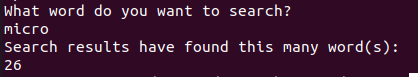 What word do you want to search?
micro
Search results have found this many word(s):
26